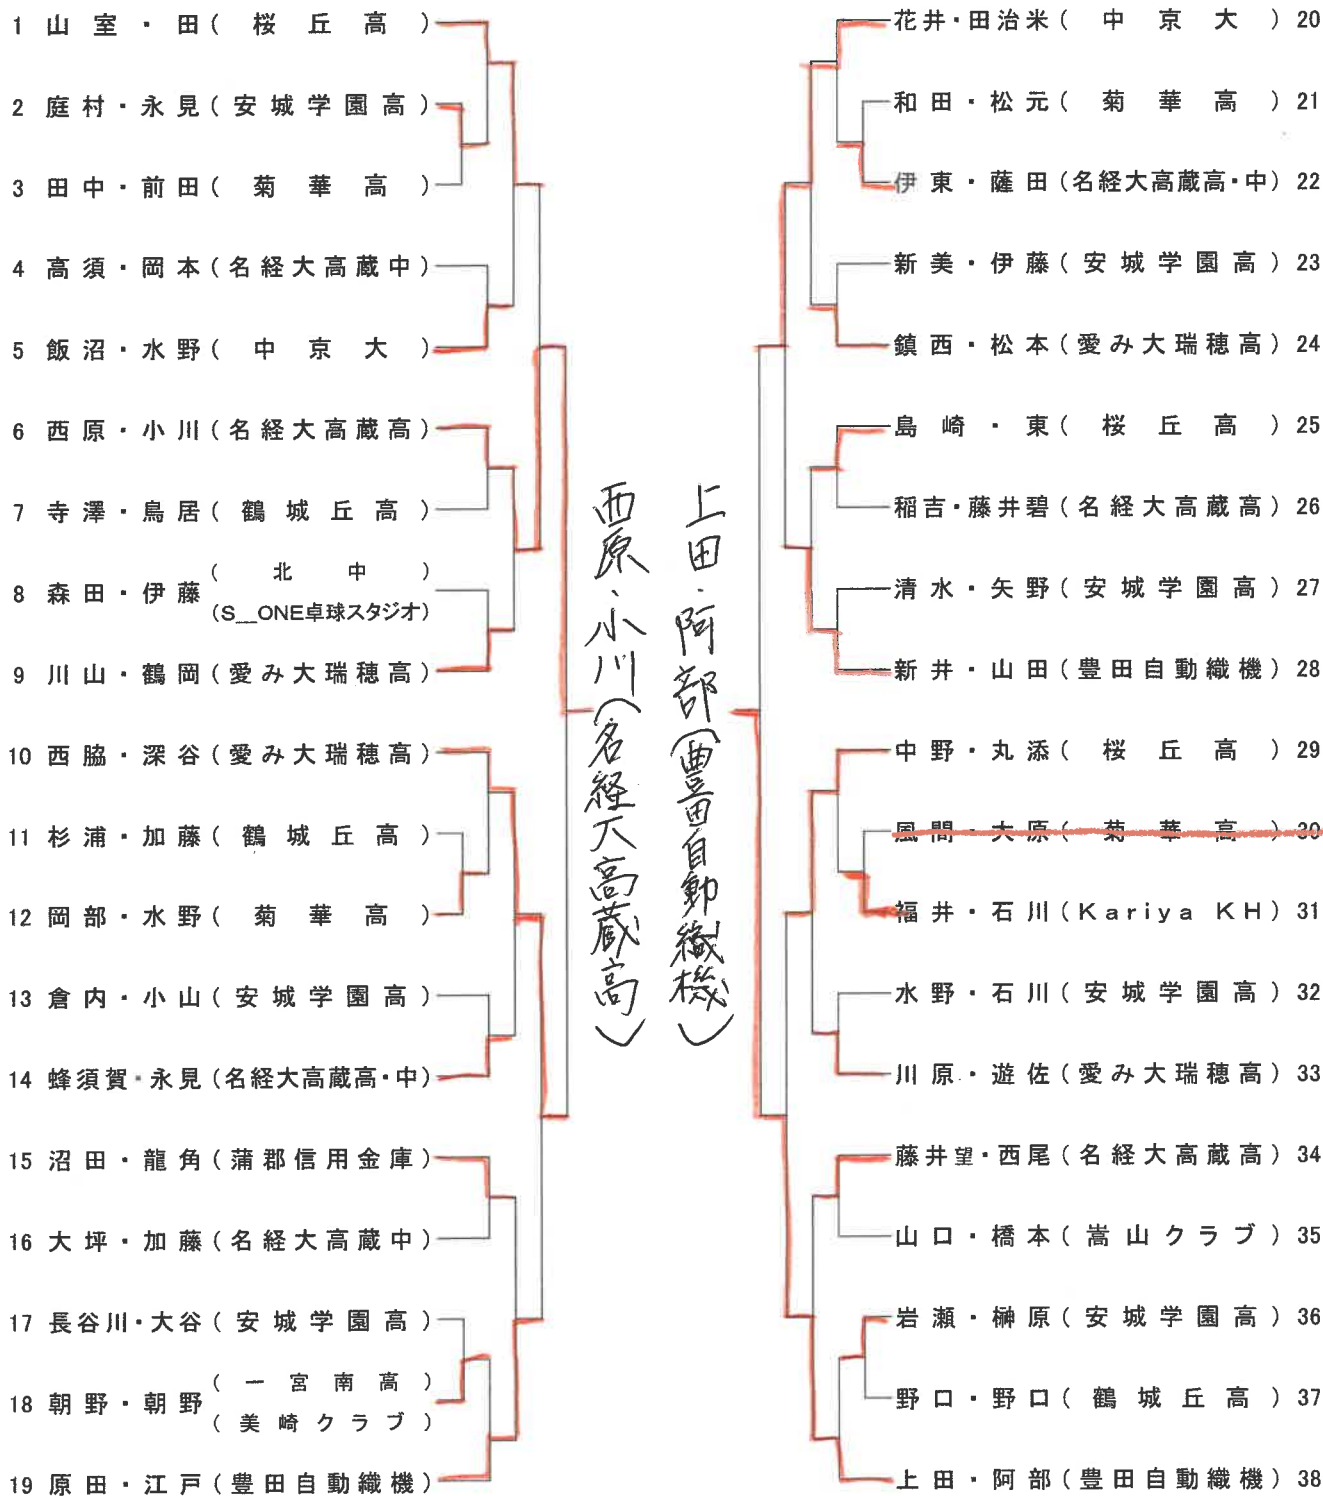 1 山室・田(桜丘高)
2 庭村・永見(安城学園高)
3 田中・前田(菊華高)
4 高須・岡本(名経大高蔵中)
5 飯沼・水野(中京大)
6 西原・小川(名経大高蔵高)
7 寺澤・鳥居(鶴城丘高)
8 森田・伊藤(北中)
(S__ONE卓球スタジオ)
9 川山・鶴岡(愛み大瑞穂高)
10 西脇・深谷(愛み大瑞穂高)
11 杉浦・加藤(鶴城丘高)
12 岡部・水野(菊華高)
13 倉内・小山(安城学園高)
14 蜂須賀・永見(名経大高蔵高・中)
15 沼田・龍角(蒲郡信用金庫)
16 大坪・加藤(名経大高蔵中)
17 長谷川・大谷(安城学園高)
18 朝野・朝野(一宮南高)
(美崎クラブ)
19 原田・江戸(豊田自動織機)
西原・小川(名経大高蔵高)
上田・阿部(豊田自動織機)
花井・田治米(中京大)20
和田・松元(菊華高)21
伊東・薩田(名経大高蔵高・中)22
新美・伊藤(安城学園高)23
鎮西・松本(愛み大瑞穂高)24
島崎・東(桜丘高)25
稲吉・藤井碧(名経大高蔵高)26
清水・矢野(安城学園高)27
新井・山田(豊田自動織機)28
中野・丸添(桜丘高)29
風間・大原(菊華高)30
福井・石川(Kariya KH)31
水野・石川(安城学園高)32
川原・遊佐(愛み大瑞穂高)33
藤井望・西尾(名経大高蔵高)34
山口・橋本(嵩山クラブ)35
岩瀬・榊原(安城学園高)36
野口・野口(鶴城丘高)37
上田・阿部(豊田自動織機)38